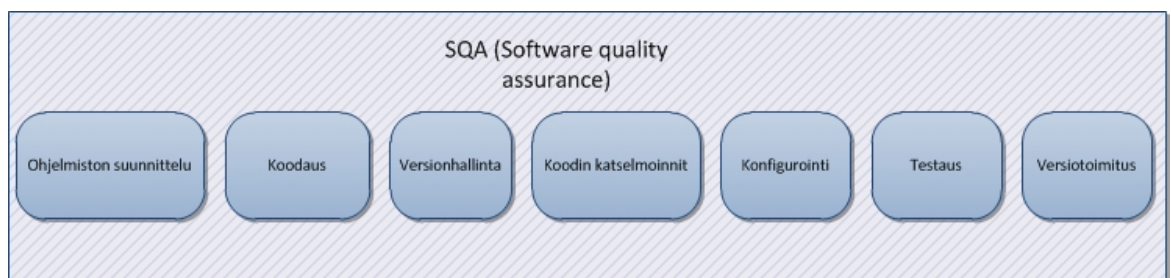 SQA (Software quality
assurance)
Ohjelmiston suunnittelu
Koodaus
Versionhallinta
Koodin katselmoinnit
Konfigurointi
Testaus
Versiotoimitus